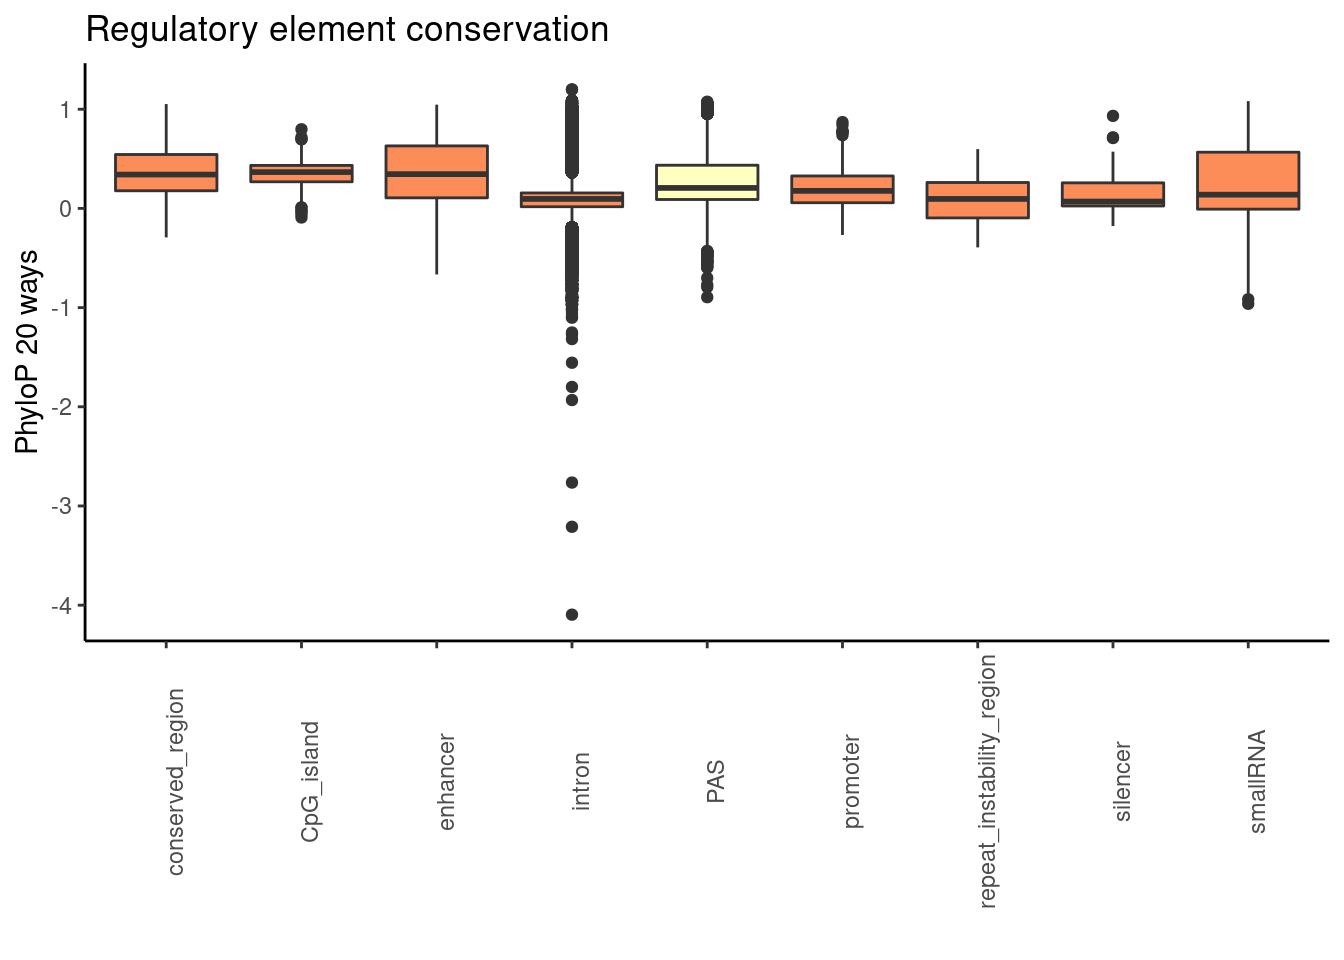 Regulatory element conservation
PhyloP 20 ways
1
0
-1
-2
-3
-4
conserved_region
CpG_island
enhancer
intron
PAS
promoter
repeat_instability_region
silencer
smallRNA